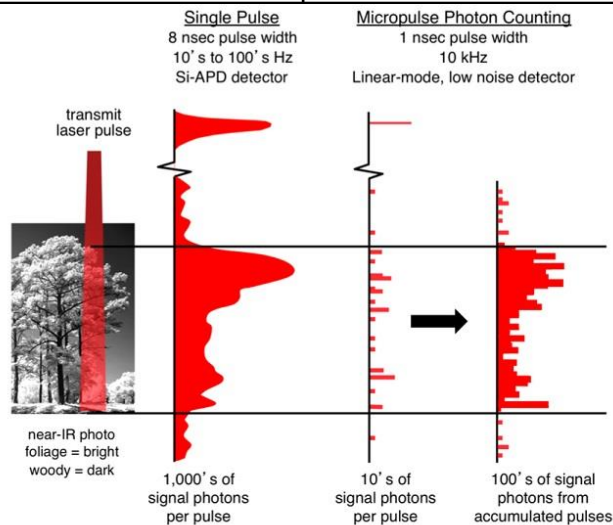 Single Pulse
8 nsec pulse width
10's to 100's Hz
Si-APD detector
Micropulse Photon Counting
1 nsec pulse width
10 kHz
Linear-mode, low noise detector
transmit
laser pulse
near-IR photo
foliage = bright
woody = dark
1,000's of
signal photons
per pulse
10's of
signal photons
per pulse
100's of signal
photons from
accumulated pulses